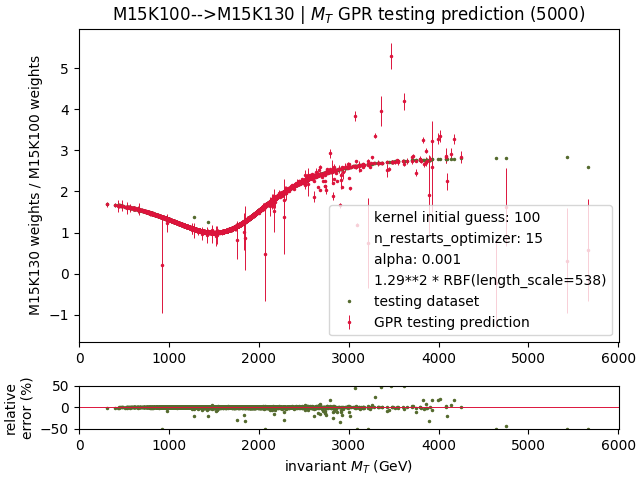 M15K100-->M15K130 | $M_T$ GPR testing prediction (5000)
M15K130 weights / M15K100 weights
5
4
3
2
1
0
−1
kernel initial guess: 100
n_restarts_optimizer: 15
alpha: 0.001
1.29**2 * RBF(length_scale=538)
testing dataset
GPR testing prediction
0 1000 2000 3000 4000 5000 6000
relative
error (%)
50
0
−50
0 1000 2000 3000 4000 5000 6000
invariant $M_T$ (GeV)